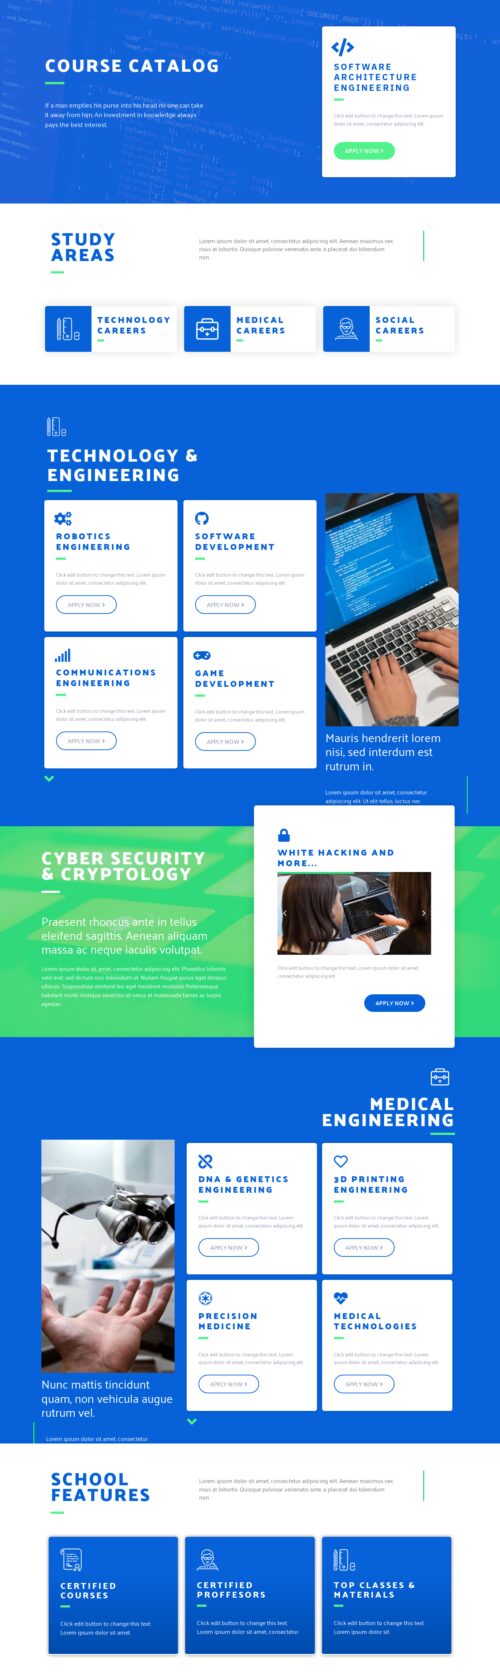 COURSE CATALOG
If a man empties his purse into his head no one can take
it away from him. An investment in knowledge always
pays the best interest.
SOFTWARE
ARCHITECTURE
ENGINEERING
Click edit button to change this text. Lorem ipsum
dolor sit amet, consectetur adipiscing elit.
APPLY NOW
STUDY
AREAS
Lorem ipsum dolor sit amet, consectetur adipiscing elit. Aenean maximus nec
risus at lobortis. Quisque pulvinar venenatis ante, a placerat dui bibendum
non.
TECHNOLOGY
CAREERS
MEDICAL
CAREERS
SOCIAL
CAREERS
TECHNOLOGY &
ENGINEERING
ROBOTICS
ENGINEERING
Click edit button to change this text. Lorem ipsum
dolor sit amet, consectetur adipiscing elit.
APPLY NOW
SOFTWARE
DEVELOPMENT
Click edit button to change this text. Lorem ipsum
dolor sit amet, consectetur adipiscing elit.
APPLY NOW
COMMUNICATIONS
ENGINEERING
Click edit button to change this text. Lorem ipsum
dolor sit amet, consectetur adipiscing elit.
APPLY NOW
GAME
DEVELOPMENT
Click edit button to change this text. Lorem ipsum
dolor sit amet, consectetur adipiscing elit.
APPLY NOW
Mauris hendrerit lorem
nisi, sed interdum est
rutrum in.
Lorem ipsum dolor sit amet, consectetur
adipiscing elit. Ut elit tellus, luctus nec
CYBER SECURITY
& CRYPTOLOGY
Praesent rhoncus ante in tellus
eleifend sagittis. Aenean aliquam
massa ac neque iaculis volutpat.
Lorem ipsum dolor sit amet, consectetur adipiscing elit. Phasellus lobortis
velit erat, sed dictum orci bibendum ut. Nullam feugiat purus eget tempus
ultrices. Suspendisse eleifend leo eget hendrerit molestie. Pellentesque
habitant morbi tristique senectus et netus et malesuada fames ac turpis
egestas.
WHITE HACKING AND
MORE...
Click edit button to change this text. Lorem ipsum dolor sit amet,
consectetur adipiscing elit.
APPLY NOW
MEDICAL
ENGINEERING
DNA & GENETICS
ENGINEERING
Click edit button to change this text. Lorem
ipsum dolor sit amet, consectetur adipiscing elit.
APPLY NOW
3D PRINTING
ENGINEERING
Click edit button to change this text. Lorem
ipsum dolor sit amet, consectetur adipiscing elit.
APPLY NOW
PRECISION
MEDICINE
Click edit button to change this text. Lorem
ipsum dolor sit amet, consectetur adipiscing elit.
APPLY NOW
MEDICAL
TECHNOLOGIES
Click edit button to change this text. Lorem
ipsum dolor sit amet, consectetur adipiscing elit.
APPLY NOW
Nunc mattis tincidunt
quam, non vehicula augue
rutrum vel.
Lorem ipsum dolor sit amet, consectetur
SCHOOL
FEATURES
Lorem ipsum dolor sit amet, consectetur adipiscing elit. Aenean maximus nec
risus at lobortis. Quisque pulvinar venenatis ante, a placerat dui bibendum
non.
CERTIFIED
COURSES
Click edit button to change this text.
Lorem ipsum dolor sit amet.
CERTIFIED
PROFFESORS
Click edit button to change this text.
Lorem ipsum dolor sit amet, consectetur
TOP CLASSES &
MATERIALS
Click edit button to change this text.
Lorem ipsum dolor sit.